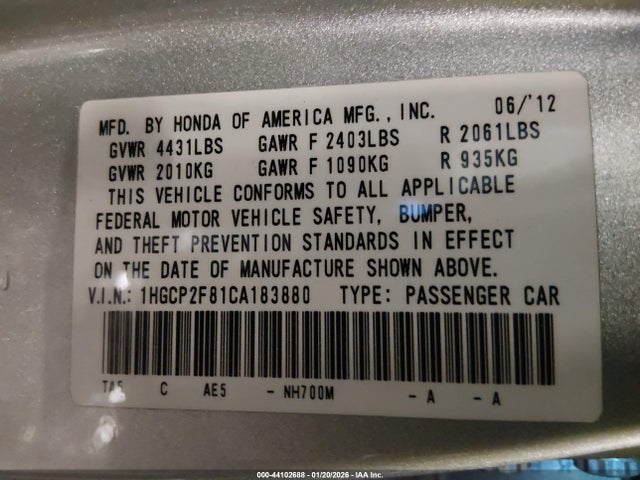 MFD. BY HONDA OF AMERICA MFG., INC. 06/'12
GVWR 4431LBS GAWR F 2403LBS R 2061LBS
GVWR 2010KG GAWR F 1090KG R 935KG
THIS VEHICLE CONFORMS TO ALL APPLICABLE
FEDERAL MOTOR VEHICLE SAFETY, BUMPER,
AND THEFT PREVENTION STANDARDS IN EFFECT
ON THE DATE OF MANUFACTURE SHOWN ABOVE.
V.I.N.: 1HGCP2F81CA183880 TYPE: PASSENGER CAR
TA5 C AE5 - NH700M - A - A
000-44102688 - 01/20/2026 - IAA Inc.